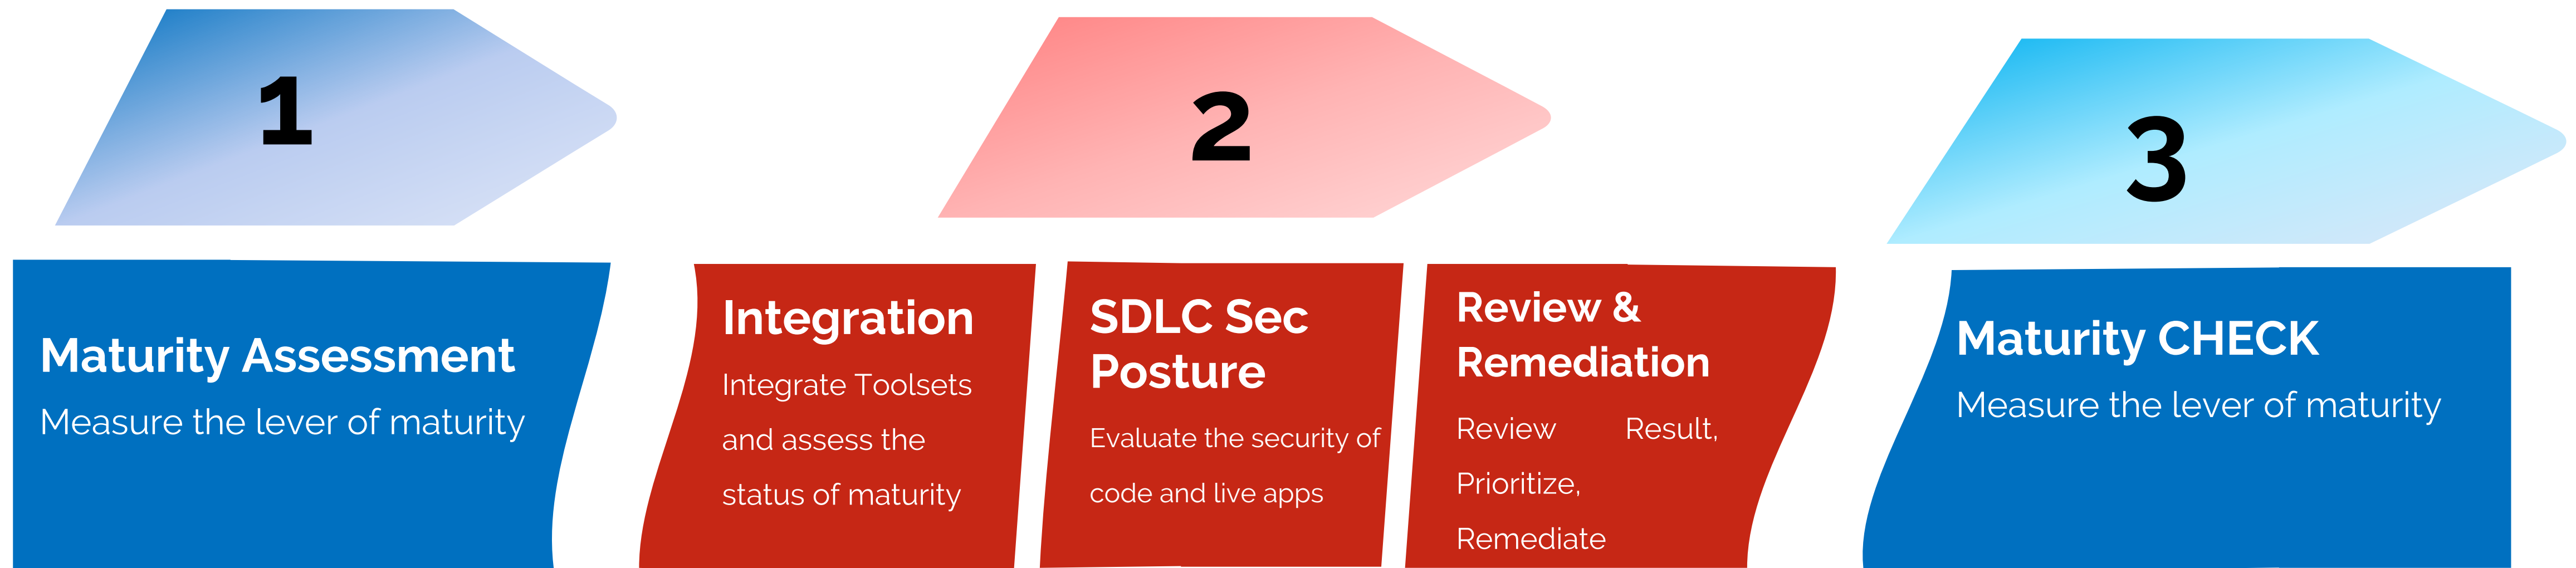 1
2
3
Maturity Assessment
Measure the lever of maturity
Integration
Integrate Toolsets
and assess the
status of maturity
SDLC Sec
Posture
Evaluate the security of
code and live apps
Review &
Remediation
Review Result,
Prioritize,
Remediate
Maturity CHECK
Measure the lever of maturity